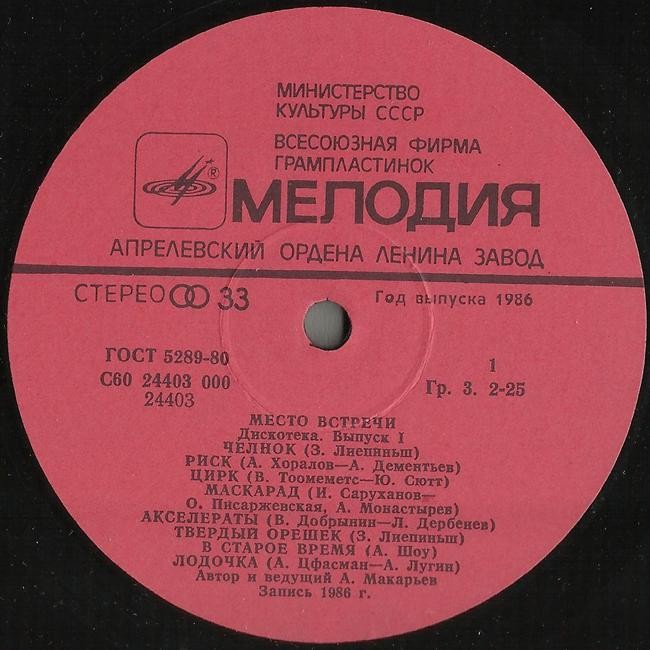 МИНИСТЕРСТВО
КУЛЬТУРЫ СССР
ВСЕСОЮЗНАЯ ФИРМА
ГРАМПЛАСТИНОК
®
МЕЛОДИЯ
АПРЕЛЕВСКИЙ ОРДЕНА ЛЕНИНА ЗАВОД
СТЕРЕО 33
Год выпуска 1986
ГОСТ 5289-80
С60 24403 000
24403
1
Гр. 3. 2-25
МЕСТО ВСТРЕЧИ
Дискотека. Выпуск I
ЧЕЛНОК (З. Лиепиньш)
РИСК (А. Хоралов—А. Дементьев)
ЦИРК (В. Тоомеметс—Ю. Сютт)
МАСКАРАД (И. Саруханов—
О. Писаржевская, А. Монастырев)
АКСЕЛЕРАТЫ (В. Добрынин—Л. Дербенев)
ТВЕРДЫЙ ОРЕШЕК (З. Лиепиньш)
В СТАРОЕ ВРЕМЯ (А. Шоу)
ЛОДОЧКА (А. Цфасман—А. Лугин)
Автор и ведущий А. Макарьев
Запись 1986 г.